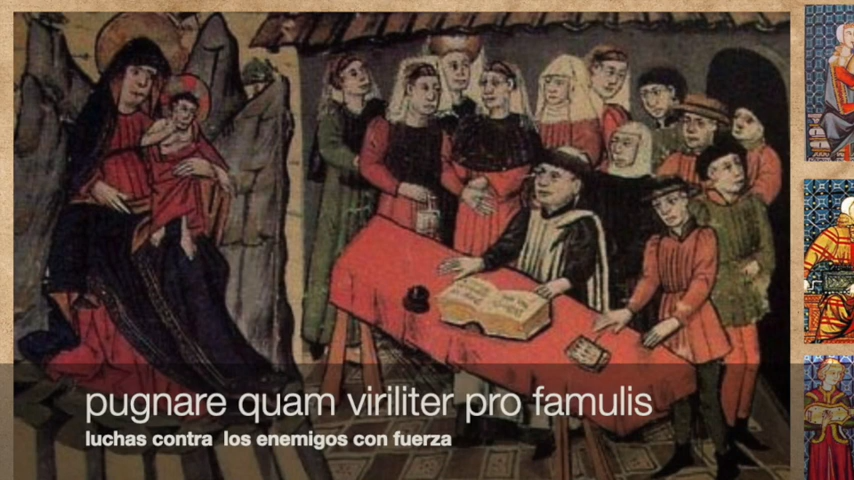 pugnare quam viriliter pro famulis
luchas contra  los enemigos con fuerza